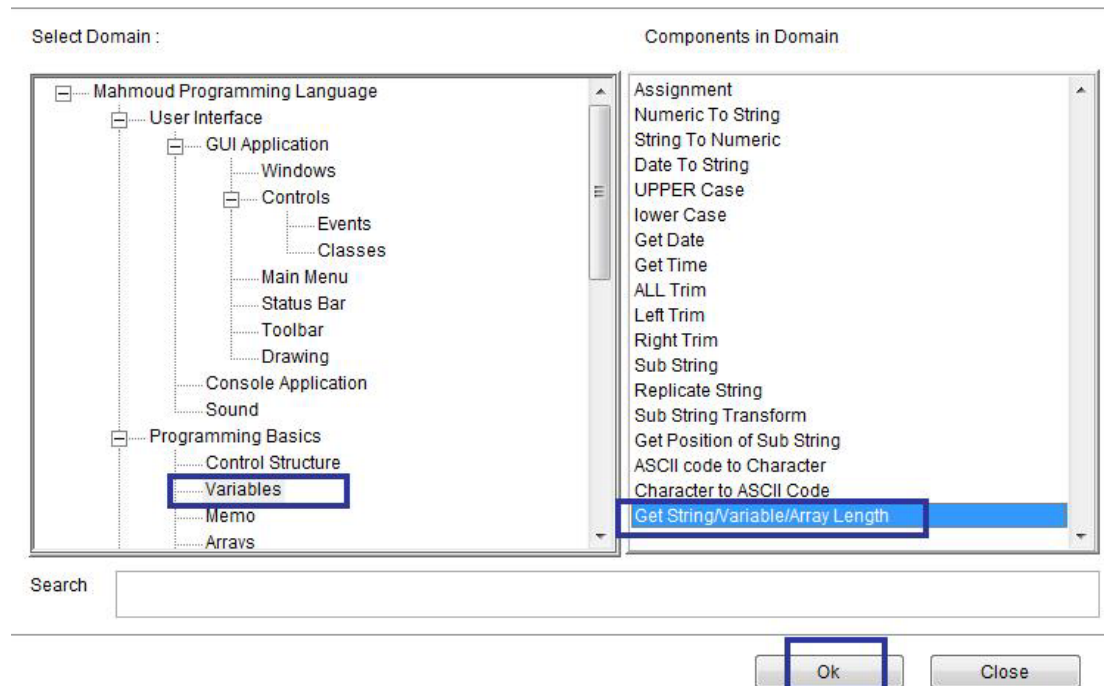 Select Domain :
Mahmoud Programming Language
User Interface
GUI Application
Windows
Controls
Events
Classes
Main Menu
Status Bar
Toolbar
Drawing
Console Application
Sound
Programming Basics
Control Structure
Variables
Memo
Arrays
Components in Domain
Assignment
Numeric To String
String To Numeric
Date To String
UPPER Case
lower Case
Get Date
Get Time
ALL Trim
Left Trim
Right Trim
Sub String
Replicate String
Sub String Transform
Get Position of Sub String
ASCII code to Character
Character to ASCII Code
Get String/Variable/Array Length
Search
Ok
Close